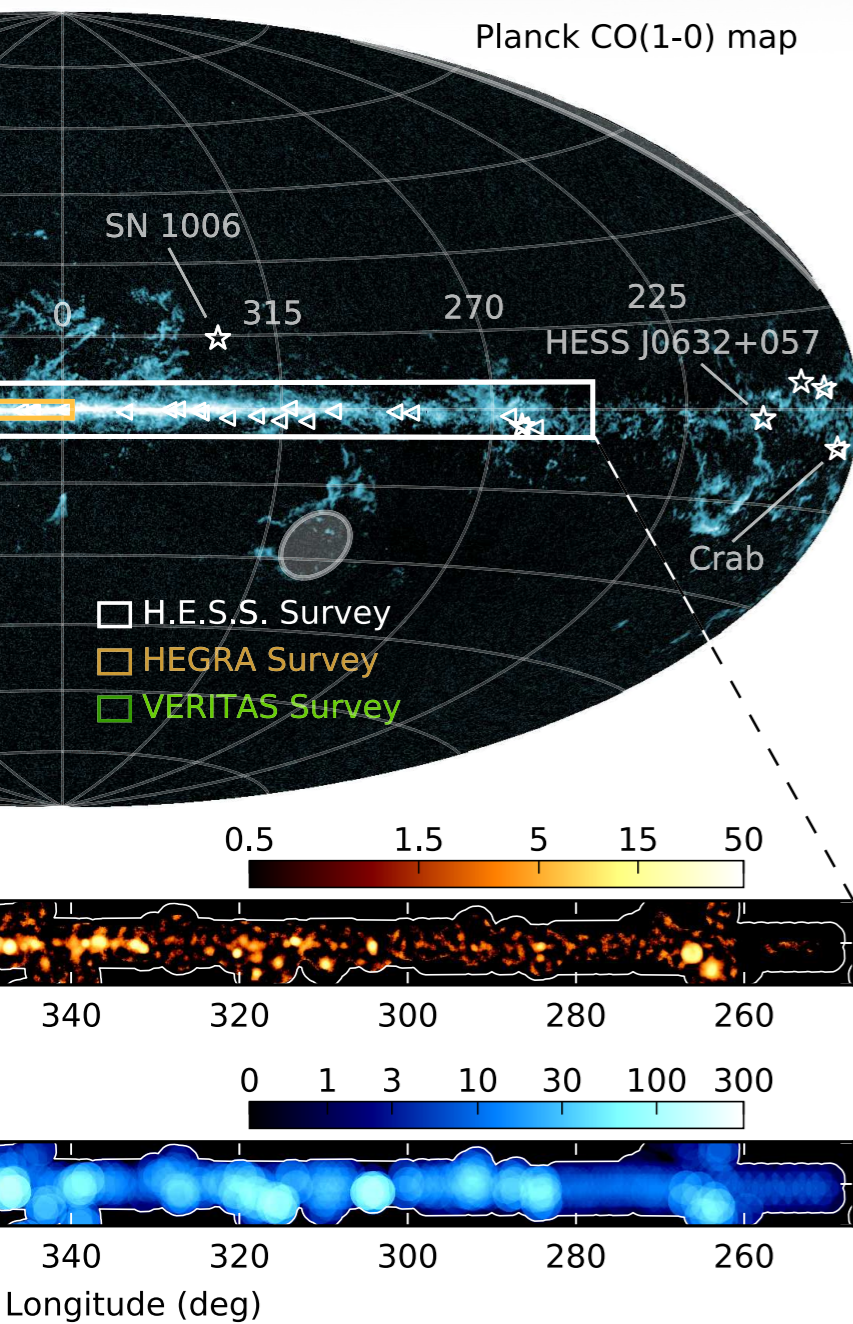 Planck CO(1-0) map
SN 1006
0 315 270 225
HESS J0632+057
Crab
H.E.S.S. Survey
HEGRA Survey
VERITAS Survey
0.5 1.5 5 15 50
340 320 300 280 260
0 1 3 10 30 100 300
340 320 300 280 260
Longitude (deg)